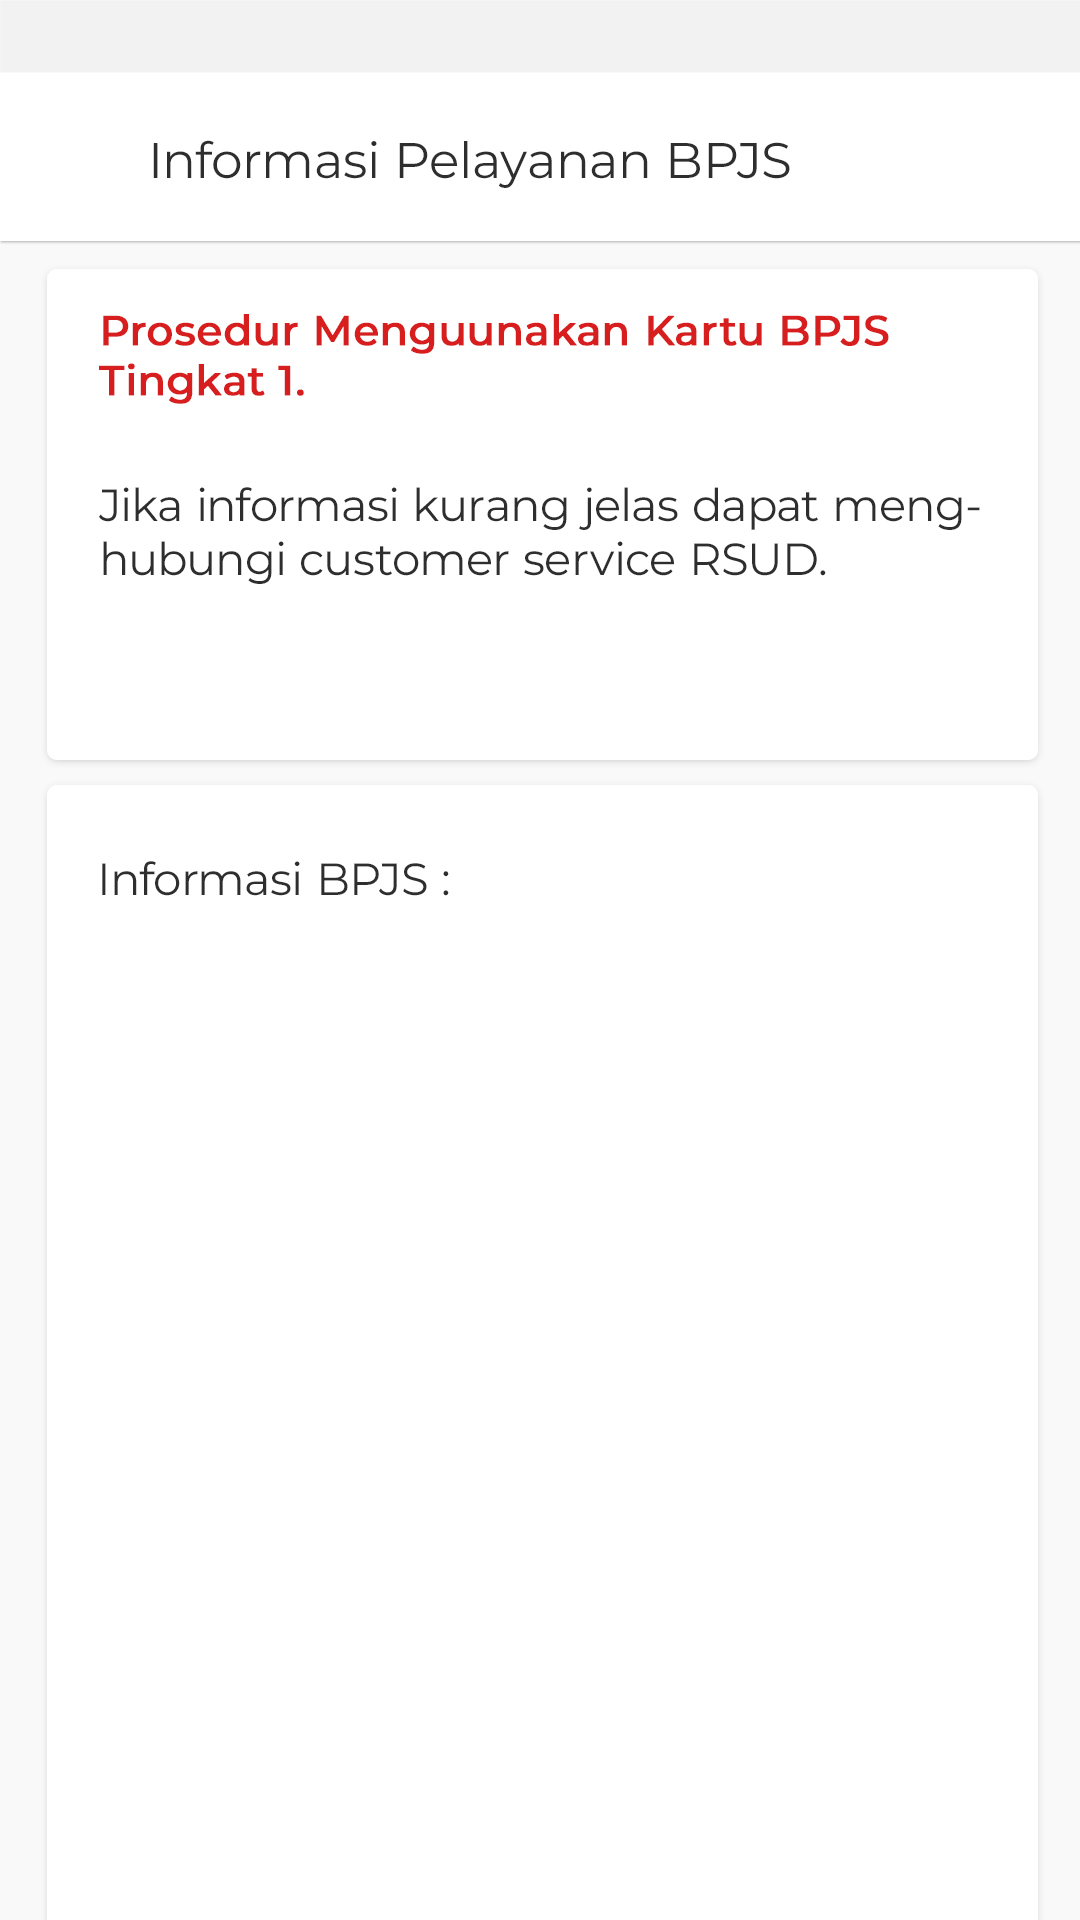 Informasi Pelayanan BPJS
Prosedur Menguunakan Kartu BPJS
Tingkat 1.
Jika informasi kurang jelas dapat meng-
hubungi customer service RSUD.
Informasi BPJS :